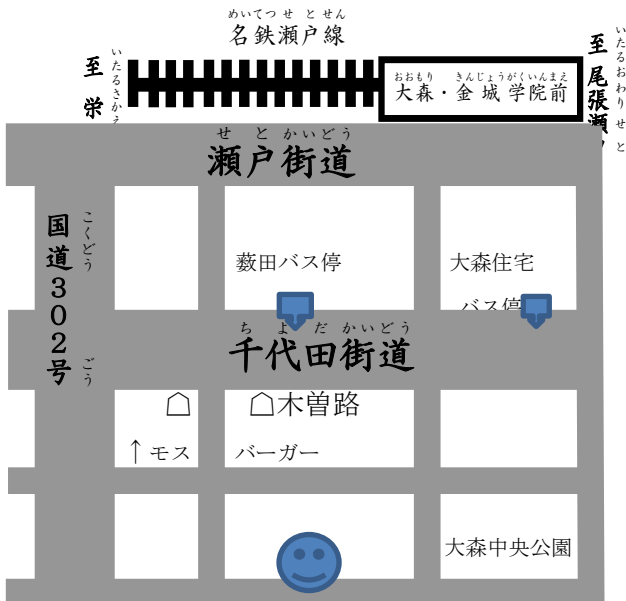 めいてつせとせん
名鉄瀬戸線
いたるさかえ
至 栄
おおもり きんじょうがくいんまえ
大森・金城学院前
いたるおわりせと
至 尾張瀬
せとかいどう
瀬戸街道
こくどう ごう
国道302号
薮田バス停
大森住宅
バス停
ちよだかいどう
千代田街道
木曽路
↑モス バーガー
大森中央公園